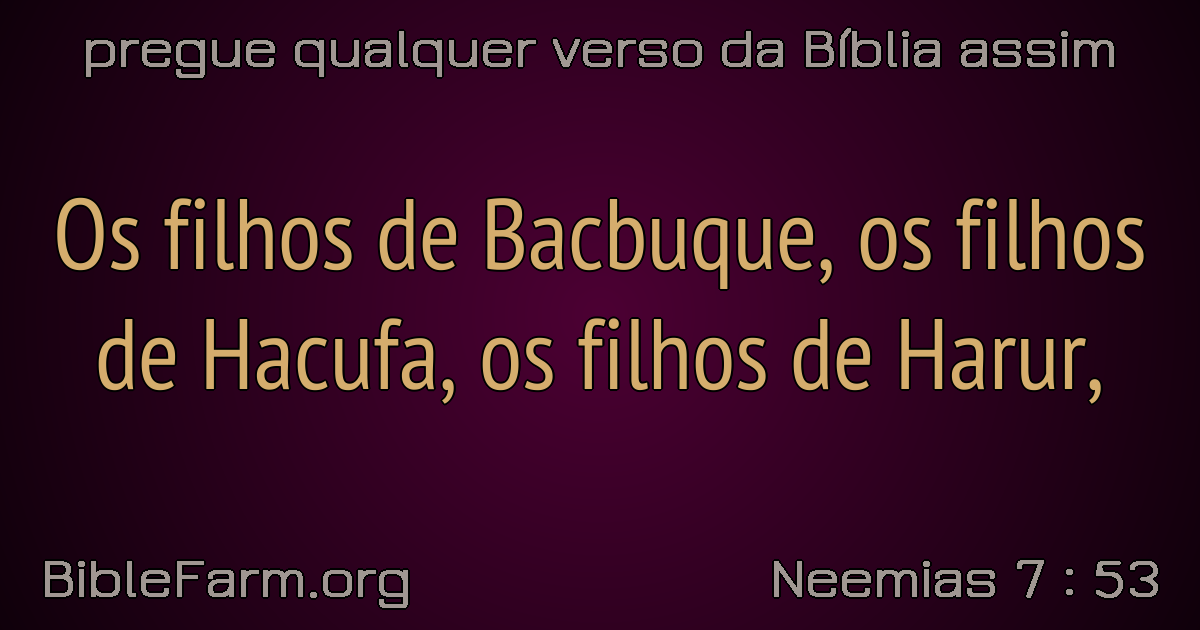 pregue qualquer verso da Bíblia assim
Os filhos de Bacbuque, os filhos
de Hacufa, os filhos de Harur,
BibleFarm.org
Neemias 7 : 53